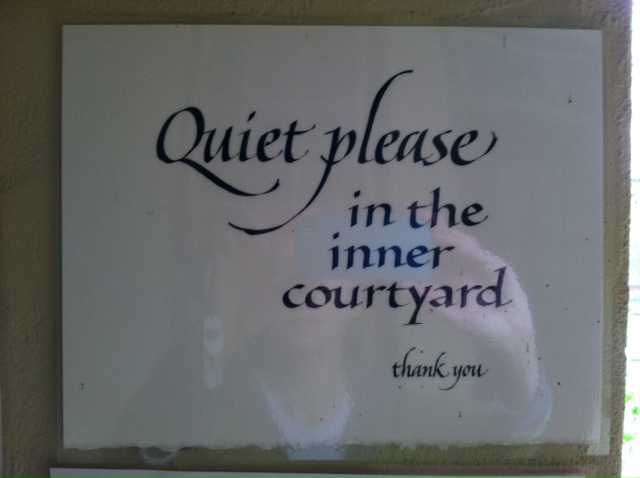 Quiet please
in the
inner
courtyard
thank you